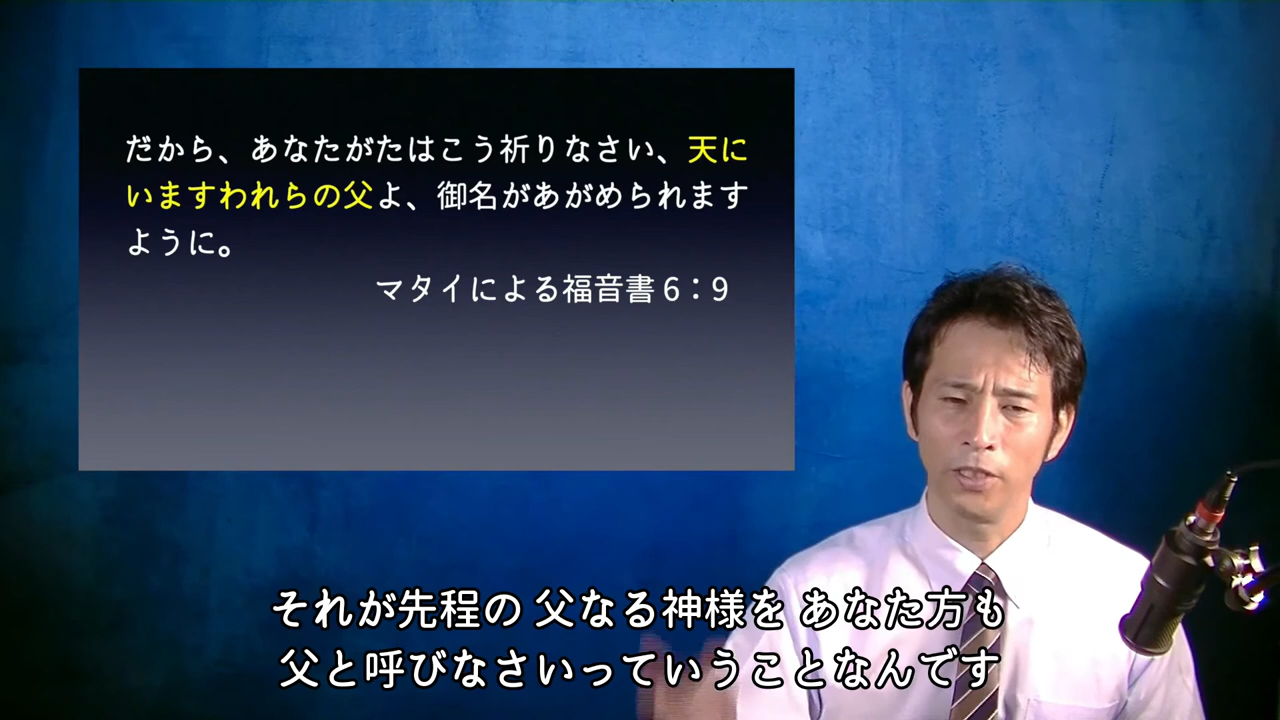 だから、あなたがたはこう祈りなさい、天に
いますわれらの父よ、御名があがめられます
ように。
マタイによる福音書6：9
それが先程の 父なる神様を あなた方も
父と呼びなさいっていうことなんです